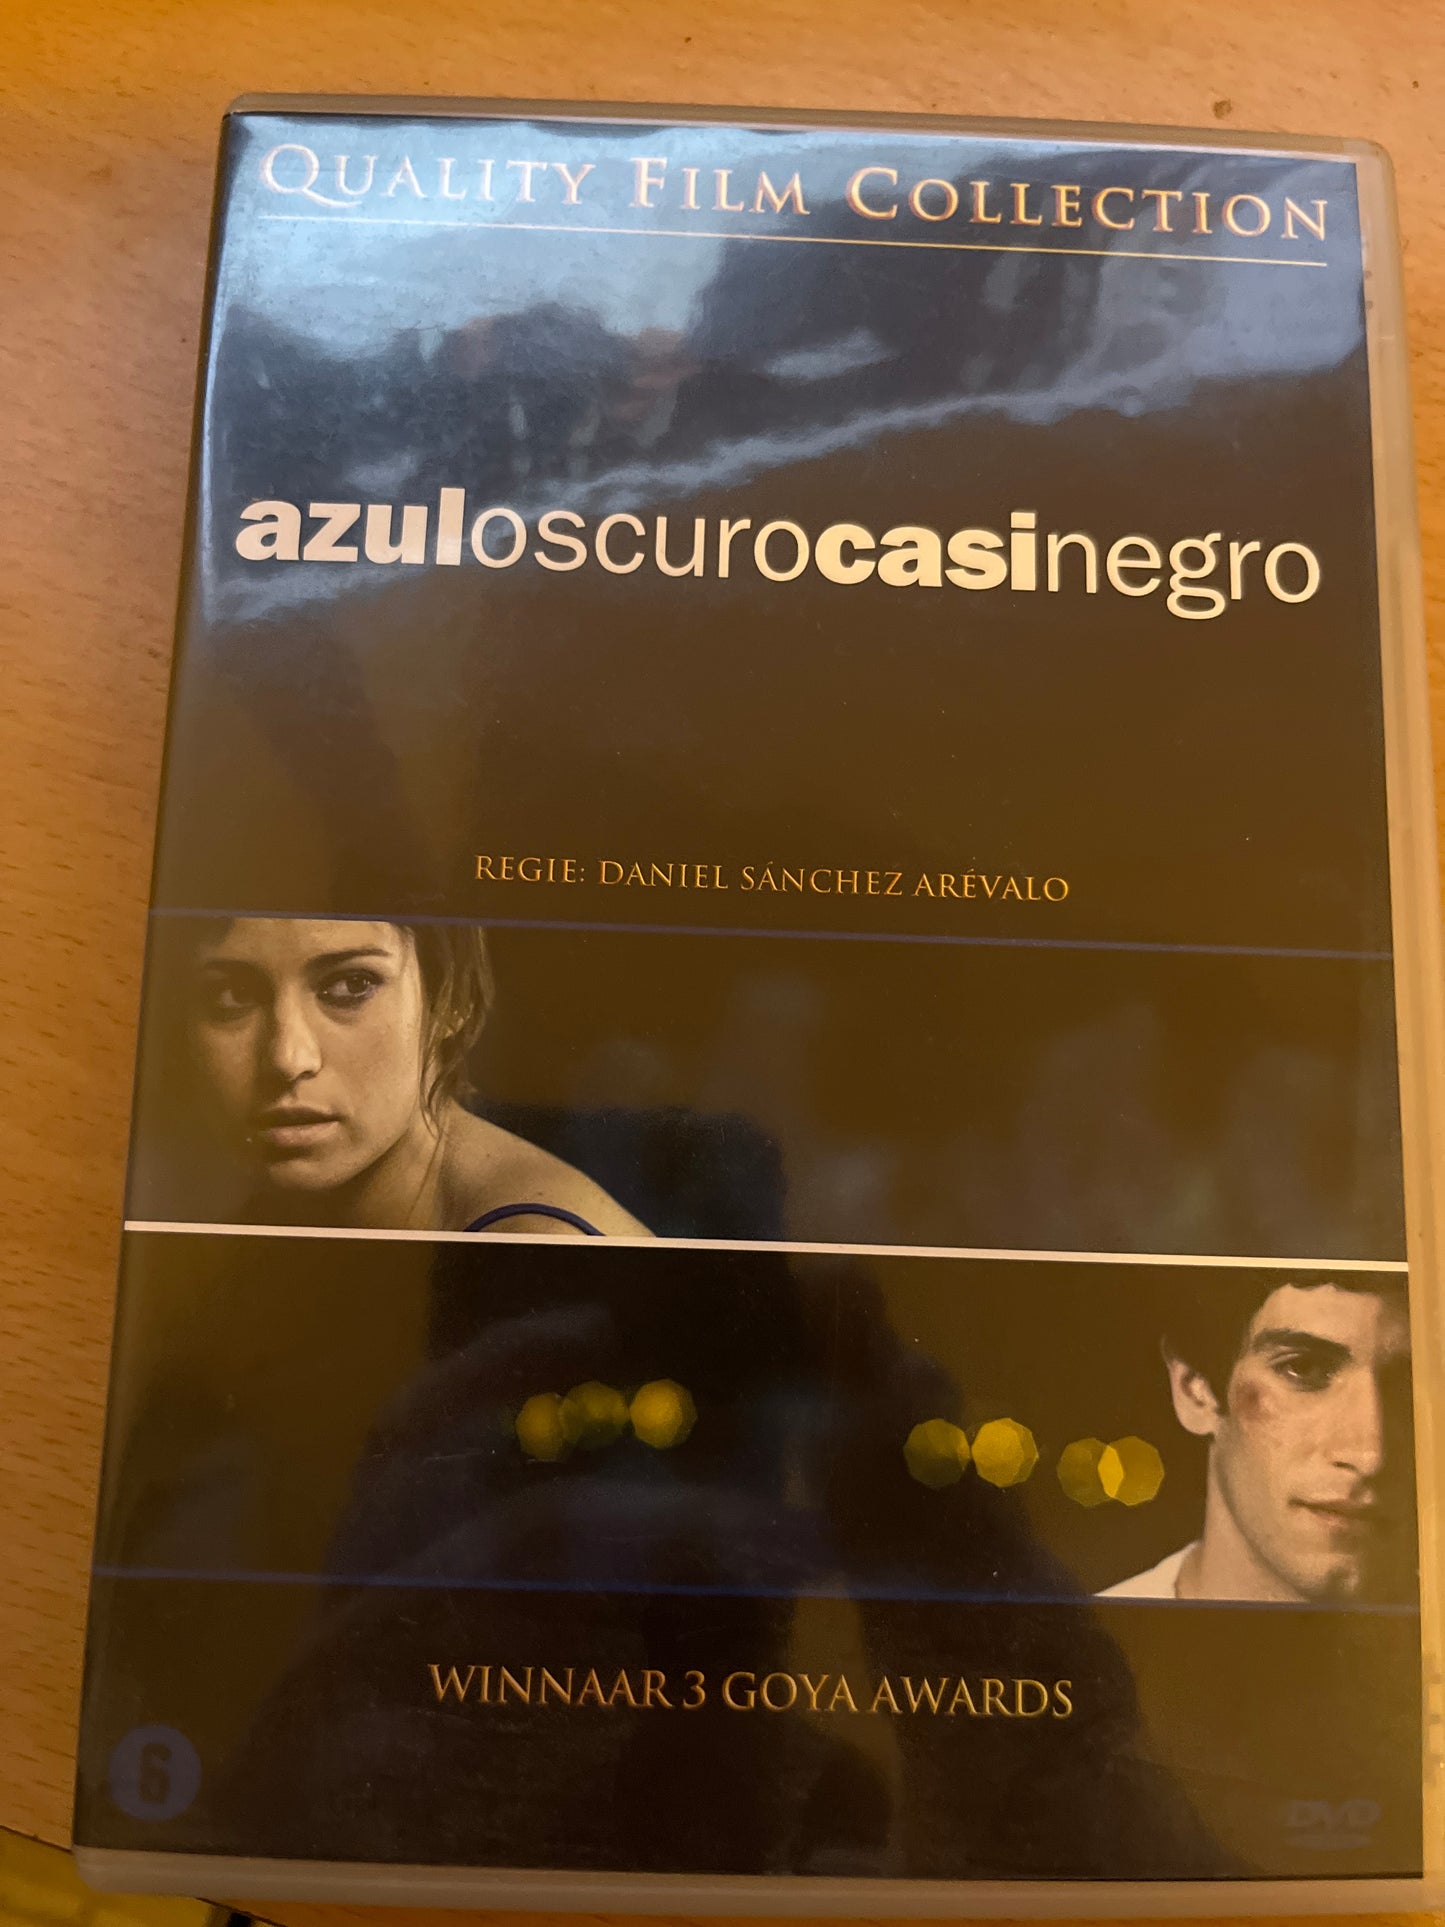 QUALITY FILM COLLECTION
azuloscurocasinegro
REGIE: DANIEL SÁNCHEZ ARÉVALO
WINNAAR 3 GOYA AWARDS
6
DVD